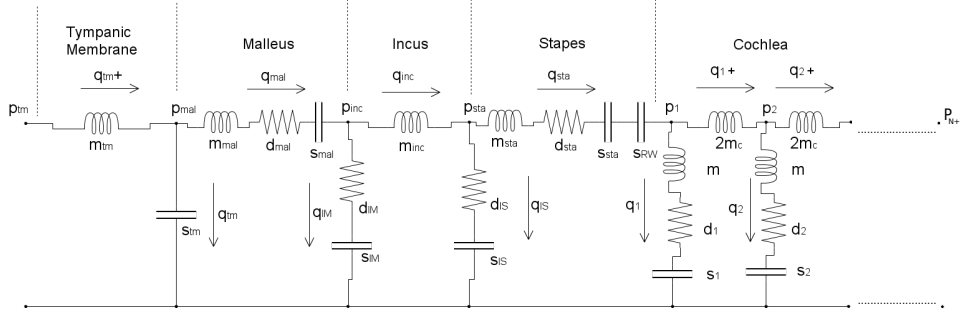 Tympanic
Membrane
Malleus
Incus
Stapes
Cochlea
qtm+
qmal
qinc
qsta
q1+
q2+
ptm
pmal
pinc
psta
p1
p2
PN+
mtm
mmal
dmal
smal
minc
msta
dsta
ssta
sRW
2mc
2mc
m
m
qtm
stm
qIM
dIM
sIM
dIS
qIS
sIS
q1
d1
s1
q2
d2
s2